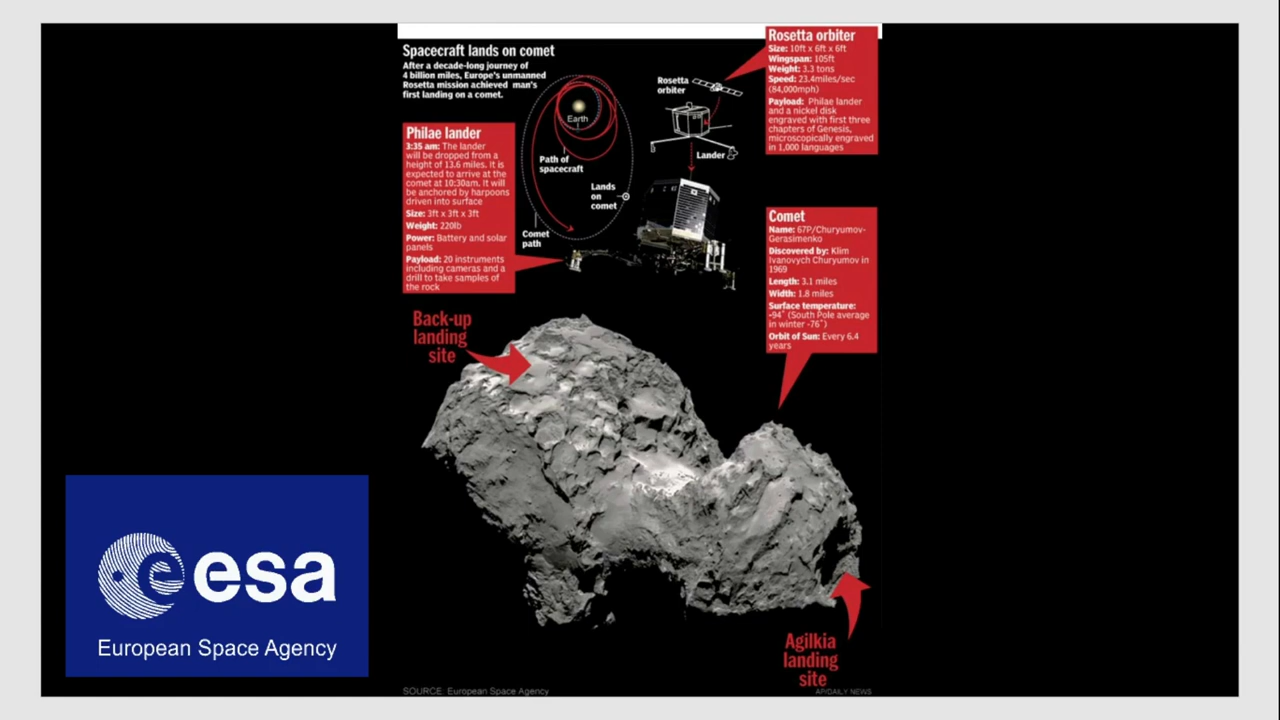 Spacecraft lands on comet
After a decade-long journey of
4 billion miles, Europe's unmanned
Rosetta mission achieved man's
first landing on a comet.
Philae lander
3:35 am: The lander
will be dropped from a
height of 13.6 miles. It is
expected to arrive at the
comet at 10:30am. It will
be anchored by harpoons
driven into surface
Size: 3ft x 3ft x 3ft
Weight: 220lb
Power: Battery and solar
panels
Payload: 20 instruments
including cameras and a
drill to take samples of
the rock
Earth
Path of
spacecraft
Lands
on
comet
Comet
path
Rosetta
orbiter
Lander
Rosetta orbiter
Size: 10ft x 6ft x 6ft
Wingspan: 105ft
Weight: 3.3 tons
Speed: 23.4miles/sec
(84,000mph)
Payload: Philae lander
and a nickel disk
engraved with first three
chapters of Genesis,
microscopically engraved
in 1,000 languages
Comet
Name: 67P/Churyumov-
Gerasimenko
Discovered by: Klim
Ivanovych Churyumov in
1969
Length: 3.1 miles
Width: 1.8 miles
Surface temperature:
-94˚ (South Pole average
in winter -76˚)
Orbit of Sun: Every 6.4
years
Back-up
landing
site
Agilkia
landing
site
esa
European Space Agency
SOURCE: European Space Agency
AP/DAILY NEWS